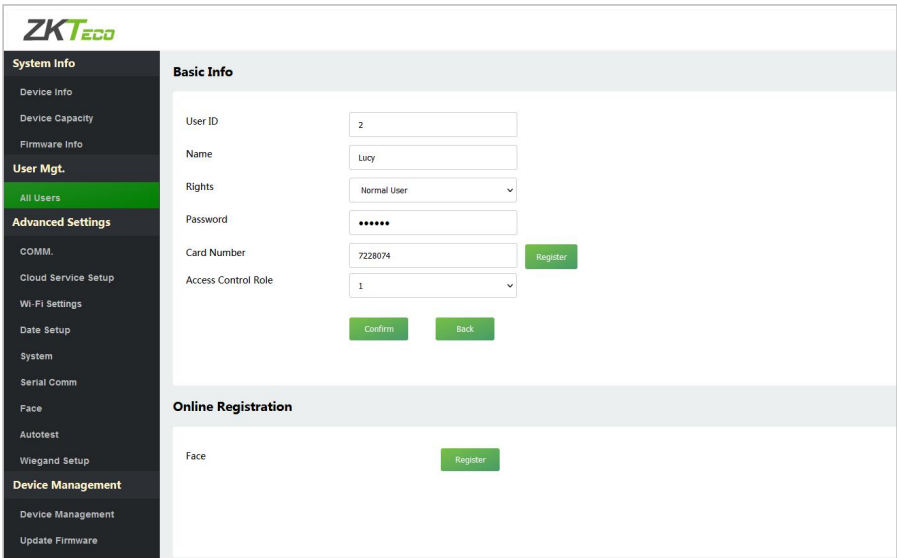 ZKTeco
System Info
Device Info
Device Capacity
Firmware Info
User Mgt.
All Users
Advanced Settings
COMM.
Cloud Service Setup
Wi-Fi Settings
Date Setup
System
Serial Comm
Face
Autotest
Wiegand Setup
Device Management
Device Management
Update Firmware
Basic Info
User ID 2
Name Lucy
Rights Normal User
Password ••••••
Card Number 7228074 Register
Access Control Role 1
Confirm Back
Online Registration
Face Register